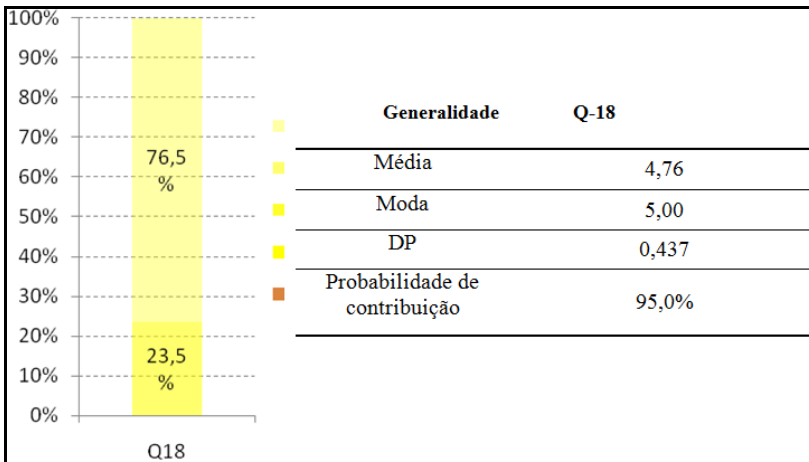 100%
90%
80%
70%
60%
50%
40%
30%
20%
10%
0%
76,5
%
23,5
%
Q18
Generalidade Q-18
Média 4,76
Moda 5,00
DP 0,437
Probabilidade de
contribuição 95,0%